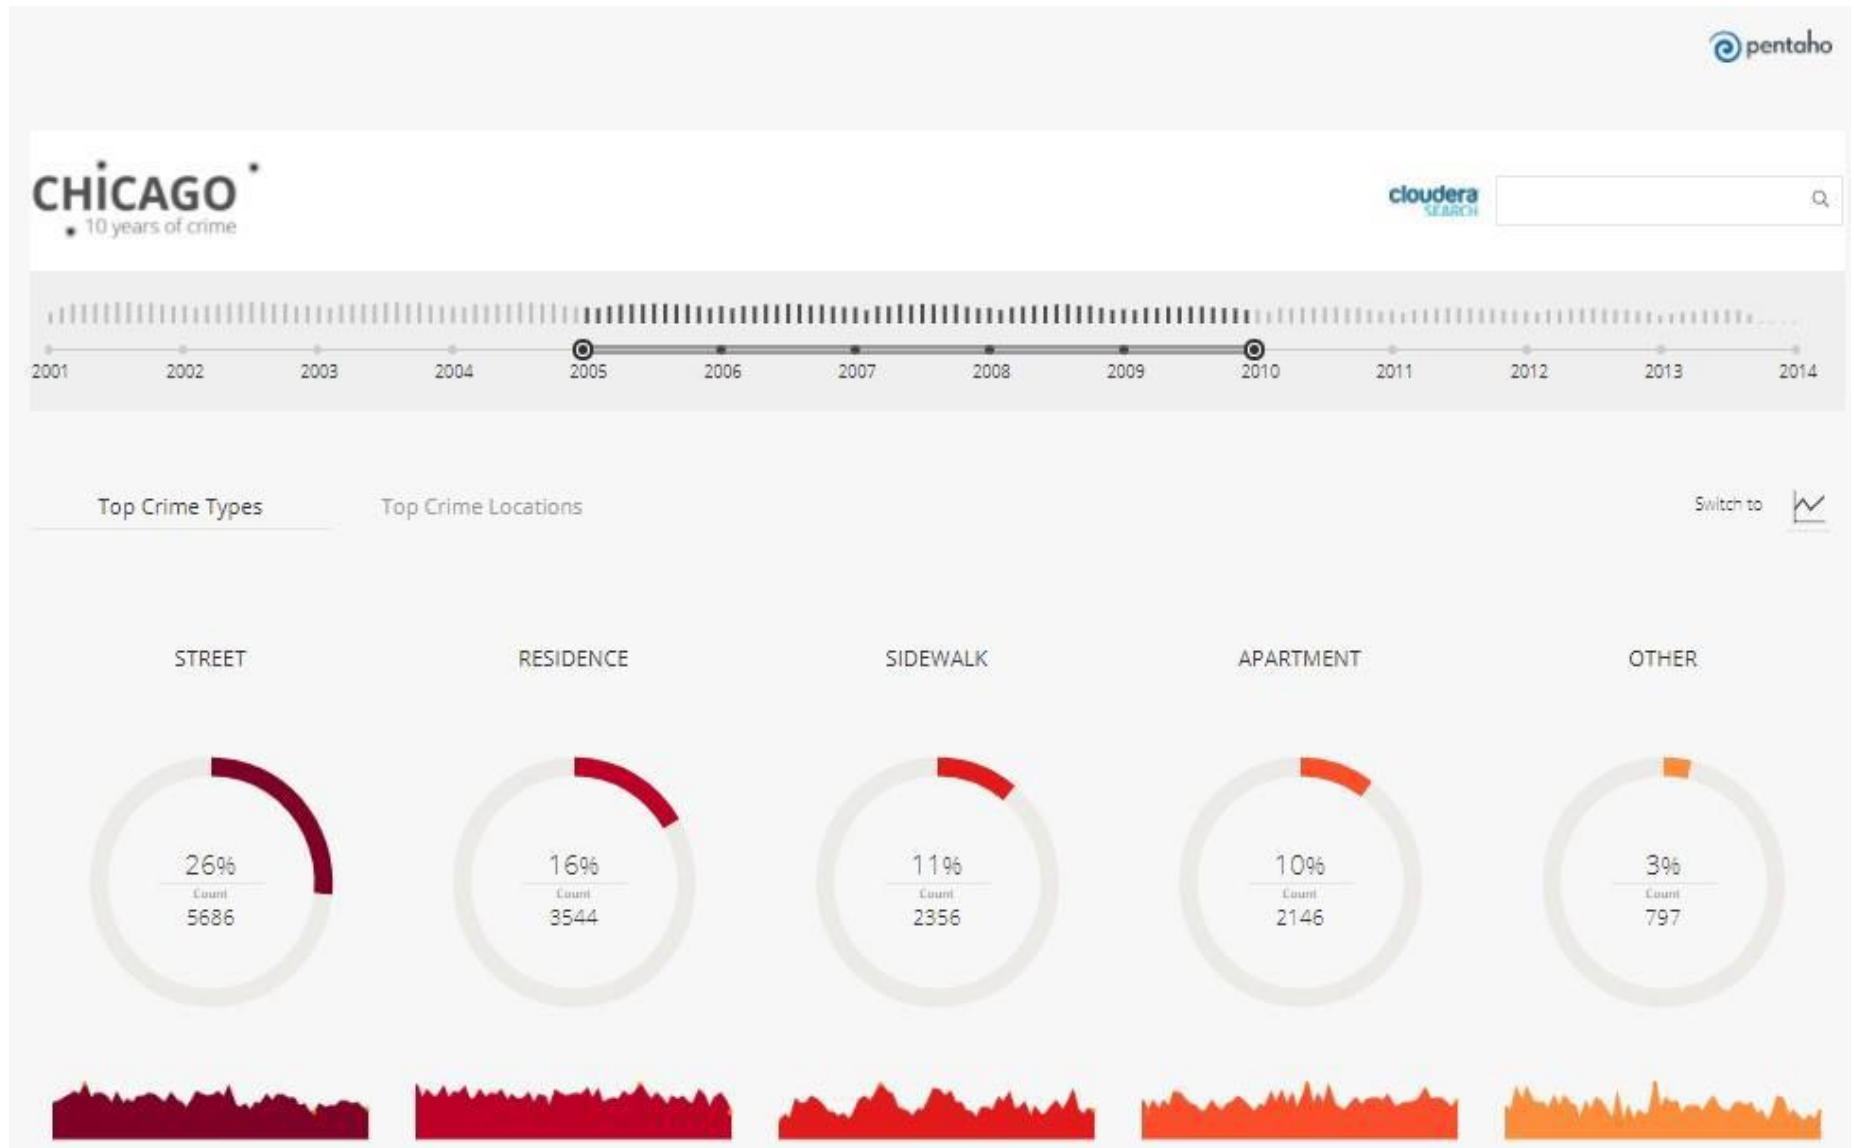 pentaho
CHiCAGO
10 years of crime
cloudera
SEARCH
2001 2002 2003 2004 2005 2006 2007 2008 2009 2010 2011 2012 2013 2014
Top Crime Types Top Crime Locations Switch to
STREET RESIDENCE SIDEWALK APARTMENT OTHER
26% 16% 11% 10% 3%
Count Count Count Count Count
5686 3544 2356 2146 797